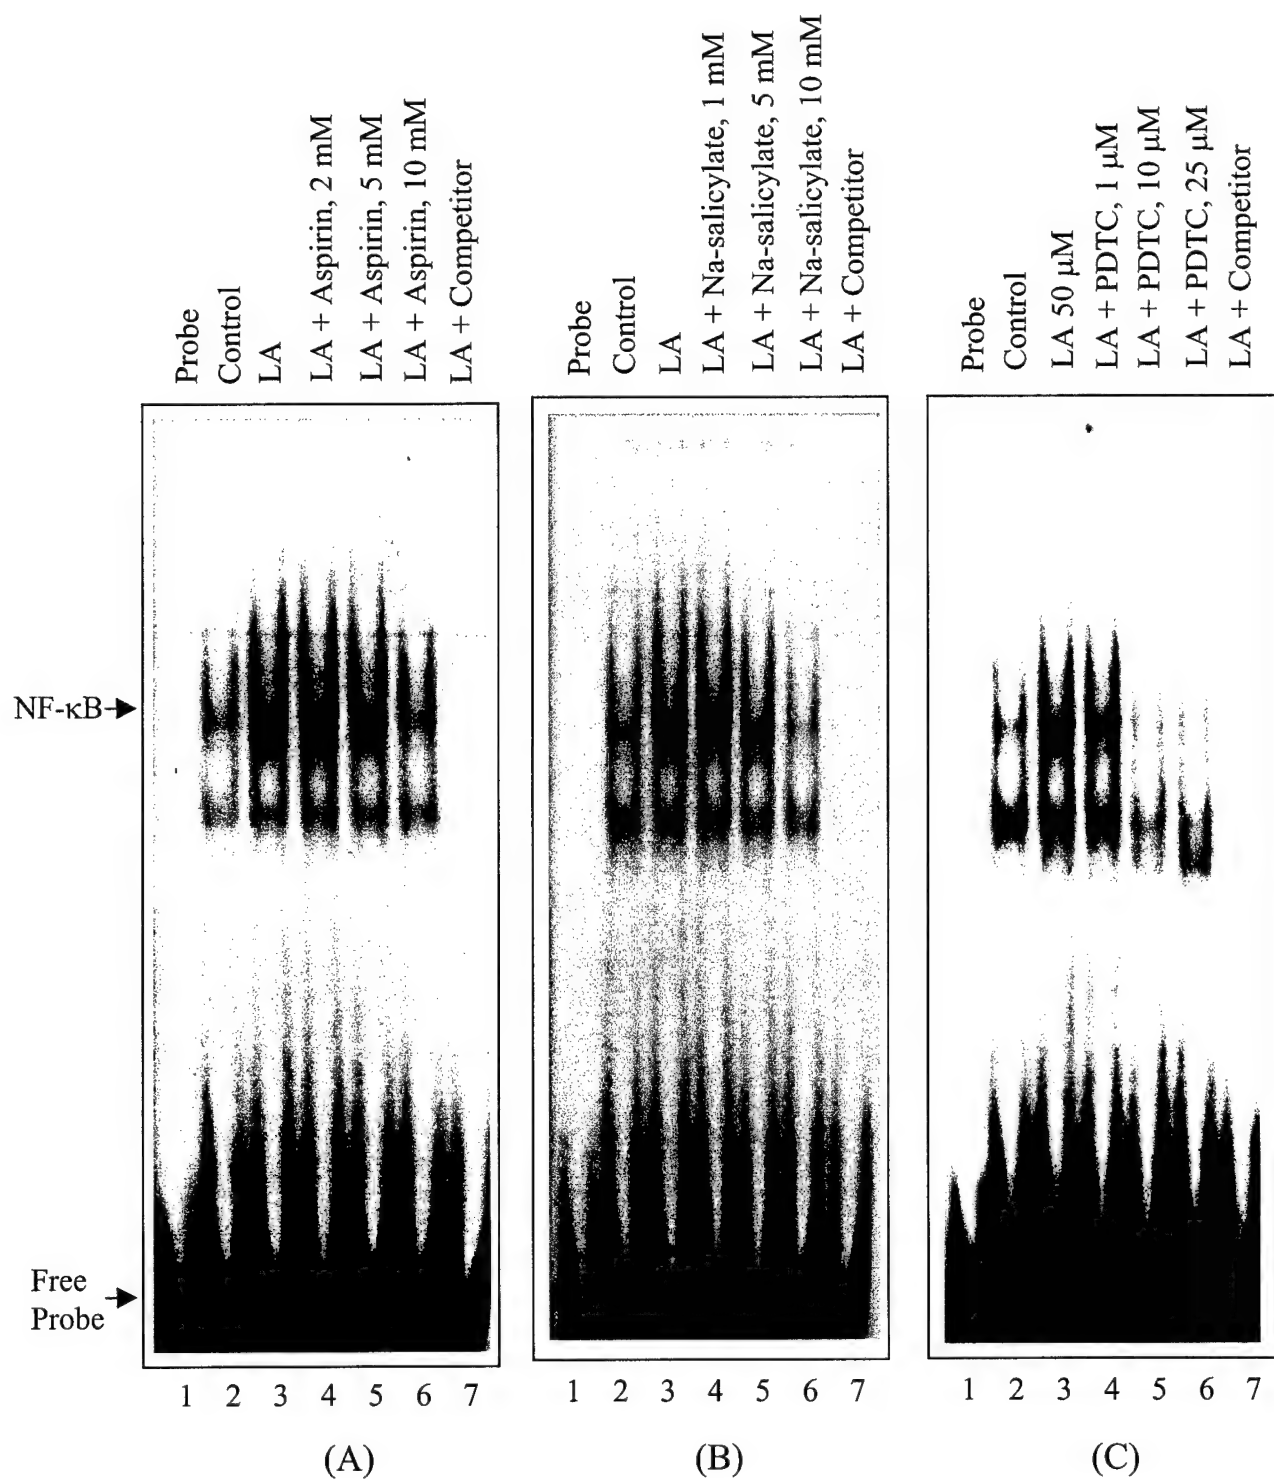 Probe
Control
LA
LA + Aspirin, 2 mM
LA + Aspirin, 5 mM
LA + Aspirin, 10 mM
LA + Competitor
Probe
Control
LA
LA + Na-salicylate, 1 mM
LA + Na-salicylate, 5 mM
LA + Na-salicylate, 10 mM
LA + Competitor
Probe
Control
LA 50 μM
LA + PDTC, 1 μM
LA + PDTC, 10 μM
LA + PDTC, 25 μM
LA + Competitor
NF-κB
Free
Probe
1 2 3 4 5 6 7
1 2 3 4 5 6 7
1 2 3 4 5 6 7
(A)
(B)
(C)